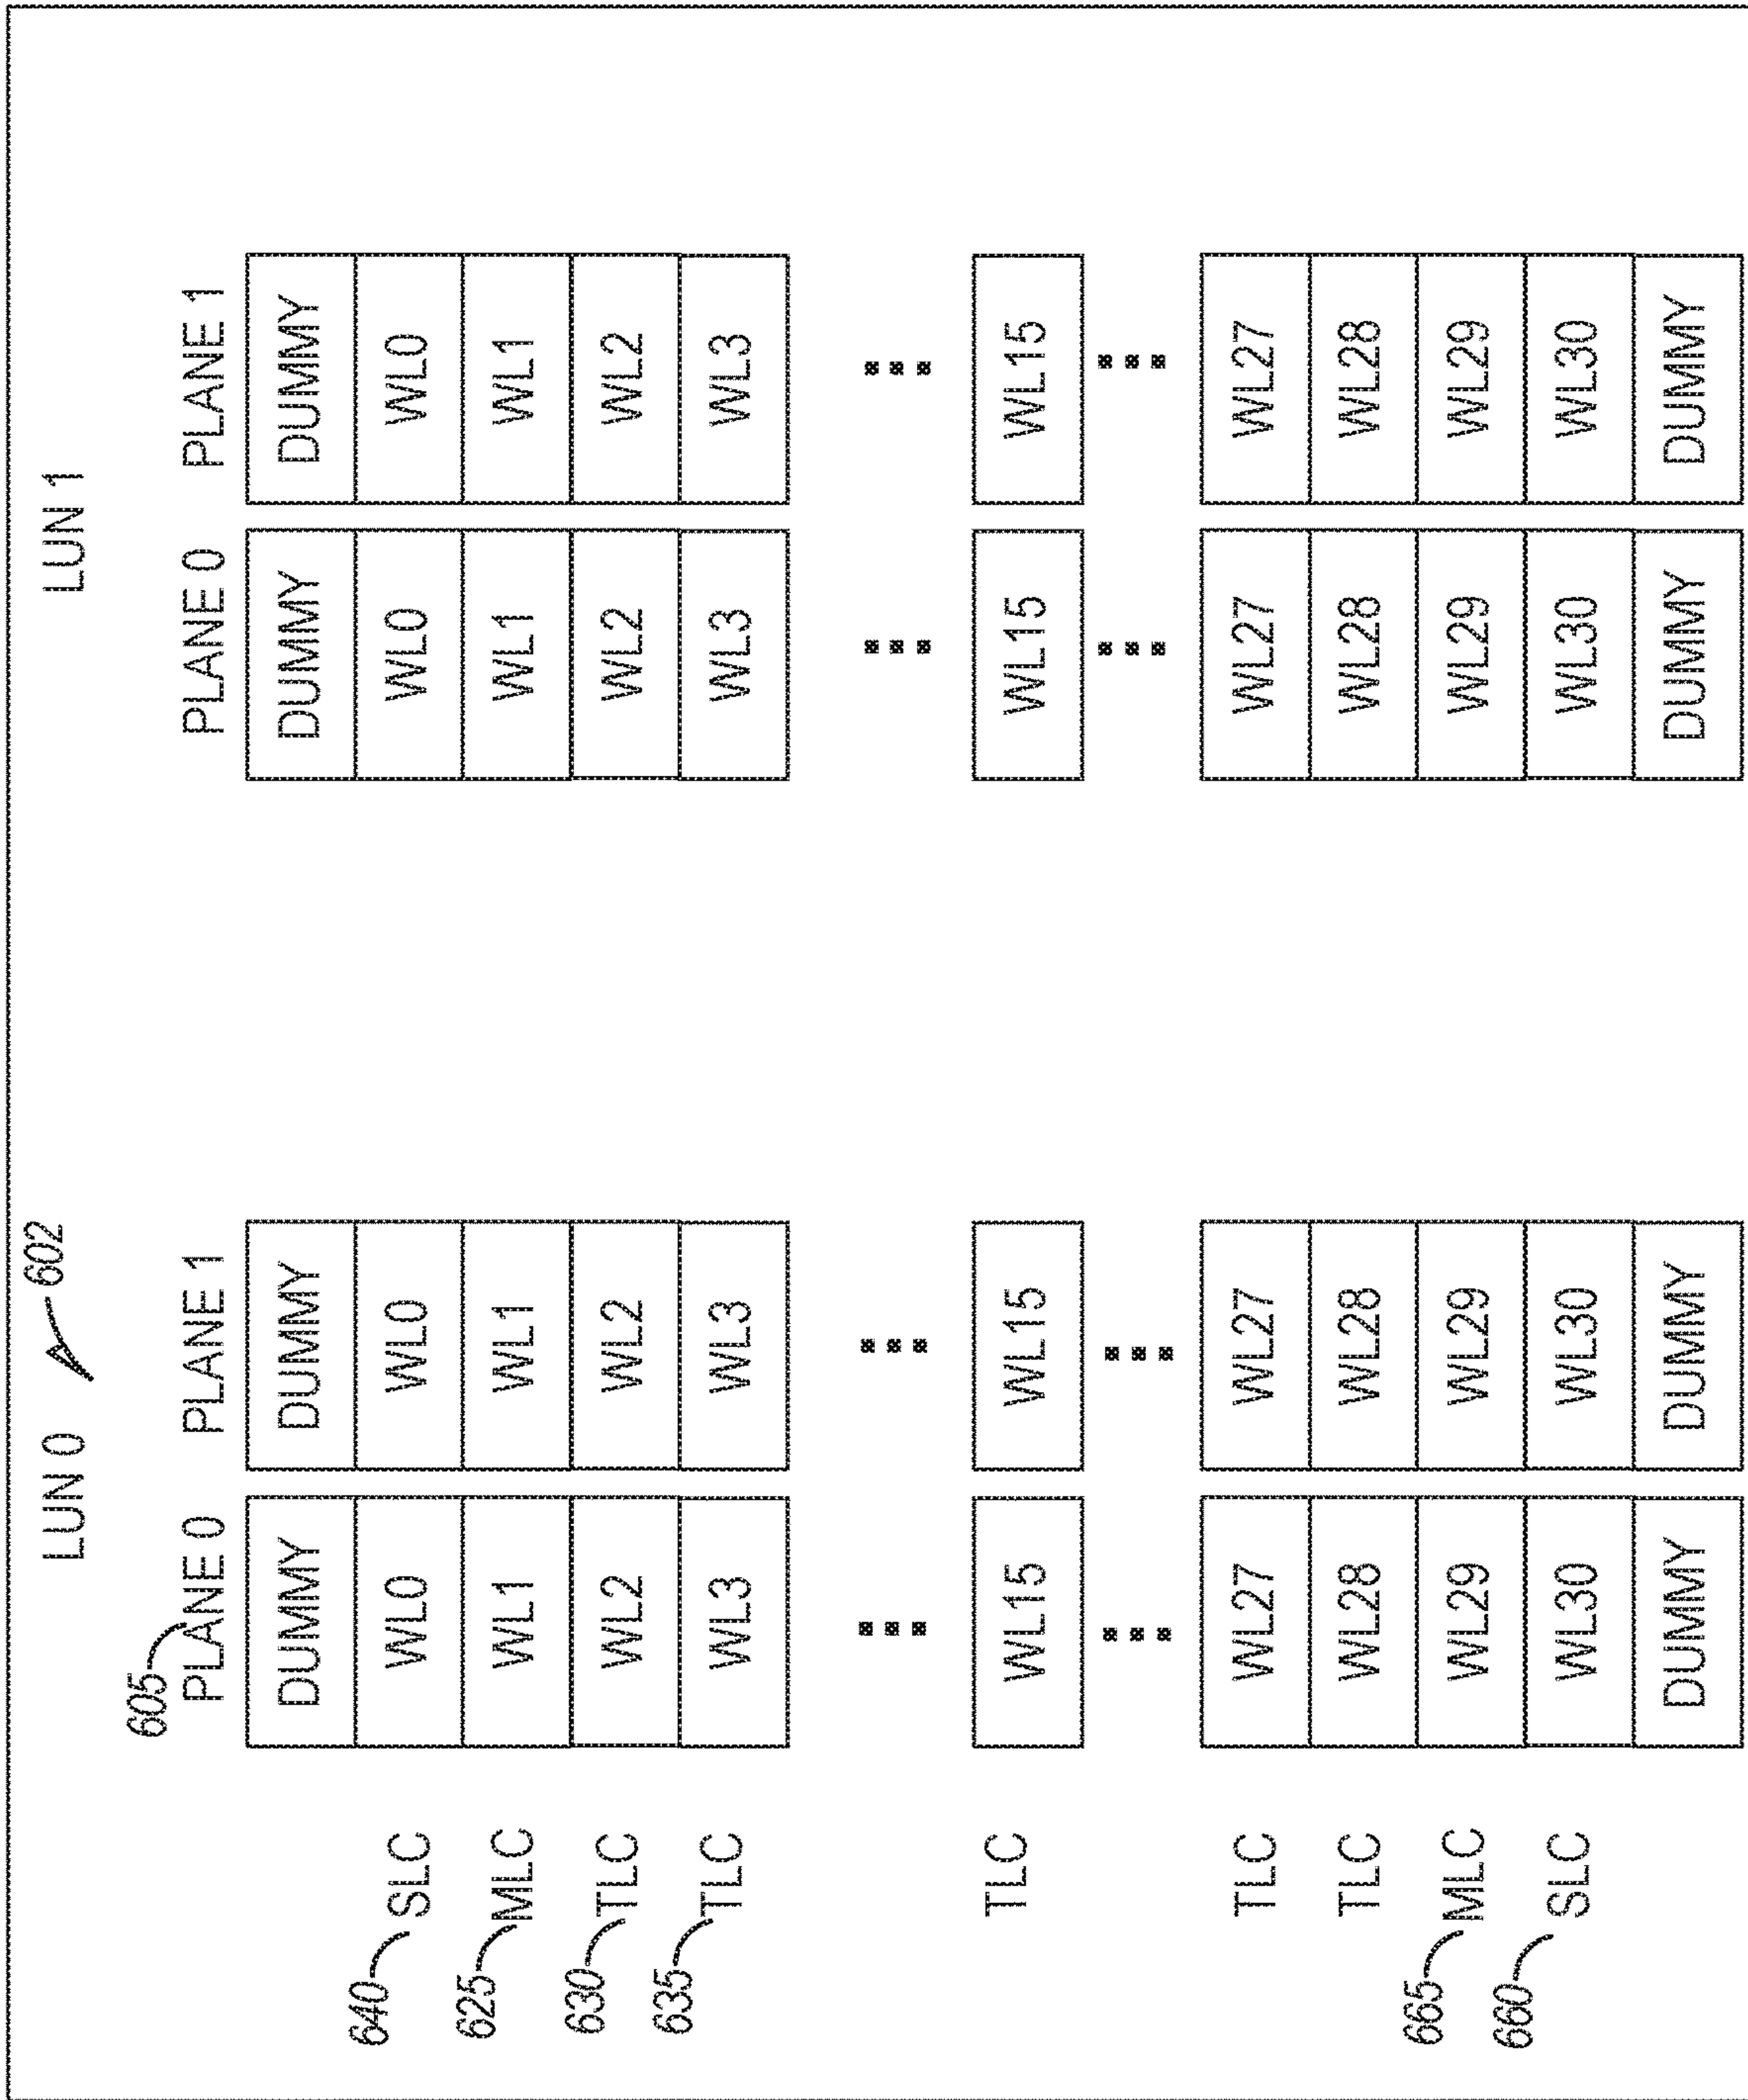 602
LUN 0 LUN 1
605
PLANE 0 PLANE 1 PLANE 0 PLANE 1
DUMMY DUMMY DUMMY DUMMY
640 SLC WL0 WL0 WL0 WL0
625 MLC WL1 WL1 WL1 WL1
630 TLC WL2 WL2 WL2 WL2
635 TLC WL3 WL3 WL3 WL3
... ... ... ...
TLC WL15 WL15 WL15 WL15
... ... ... ...
TLC WL27 WL27 WL27 WL27
TLC WL28 WL28 WL28 WL28
665 MLC WL29 WL29 WL29 WL29
660 SLC WL30 WL30 WL30 WL30
DUMMY DUMMY DUMMY DUMMY